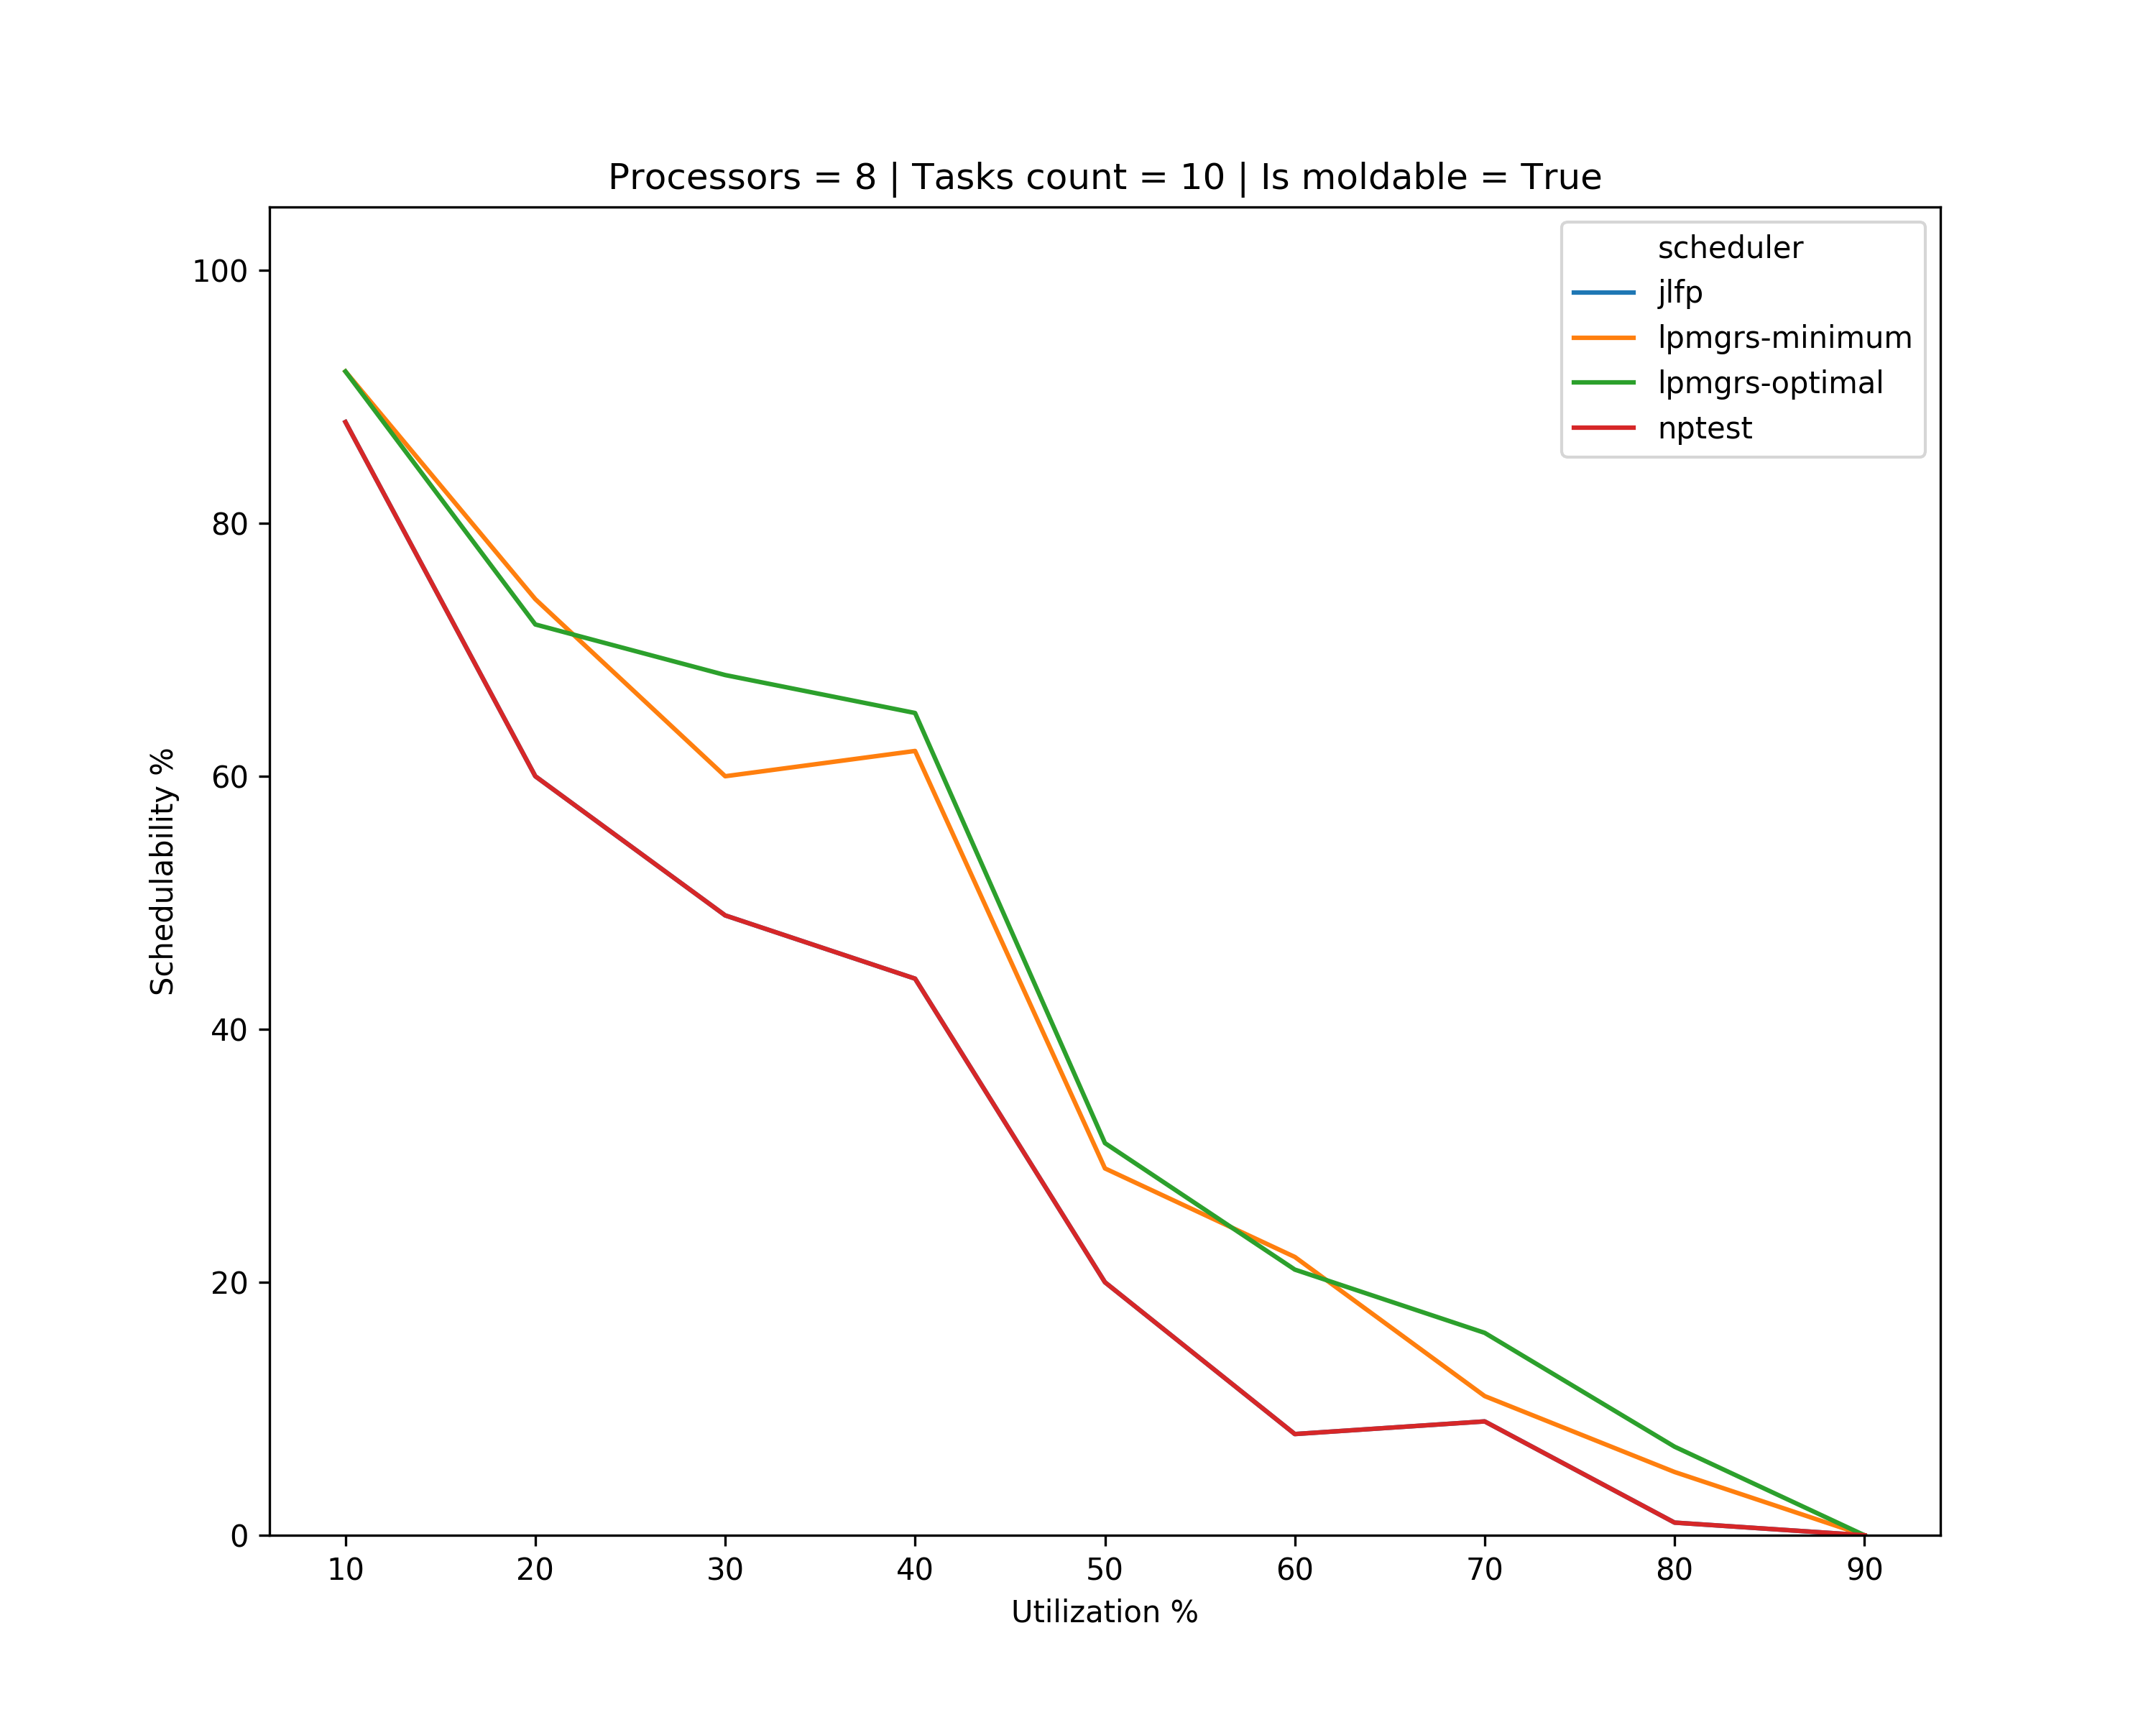 Processors = 8 | Tasks count = 10 | Is moldable = True
scheduler
jlfp
lpmgrs-minimum
lpmgrs-optimal
nptest
100
80
60
40
20
0
Schedulability %
10 20 30 40 50 60 70 80 90
Utilization %